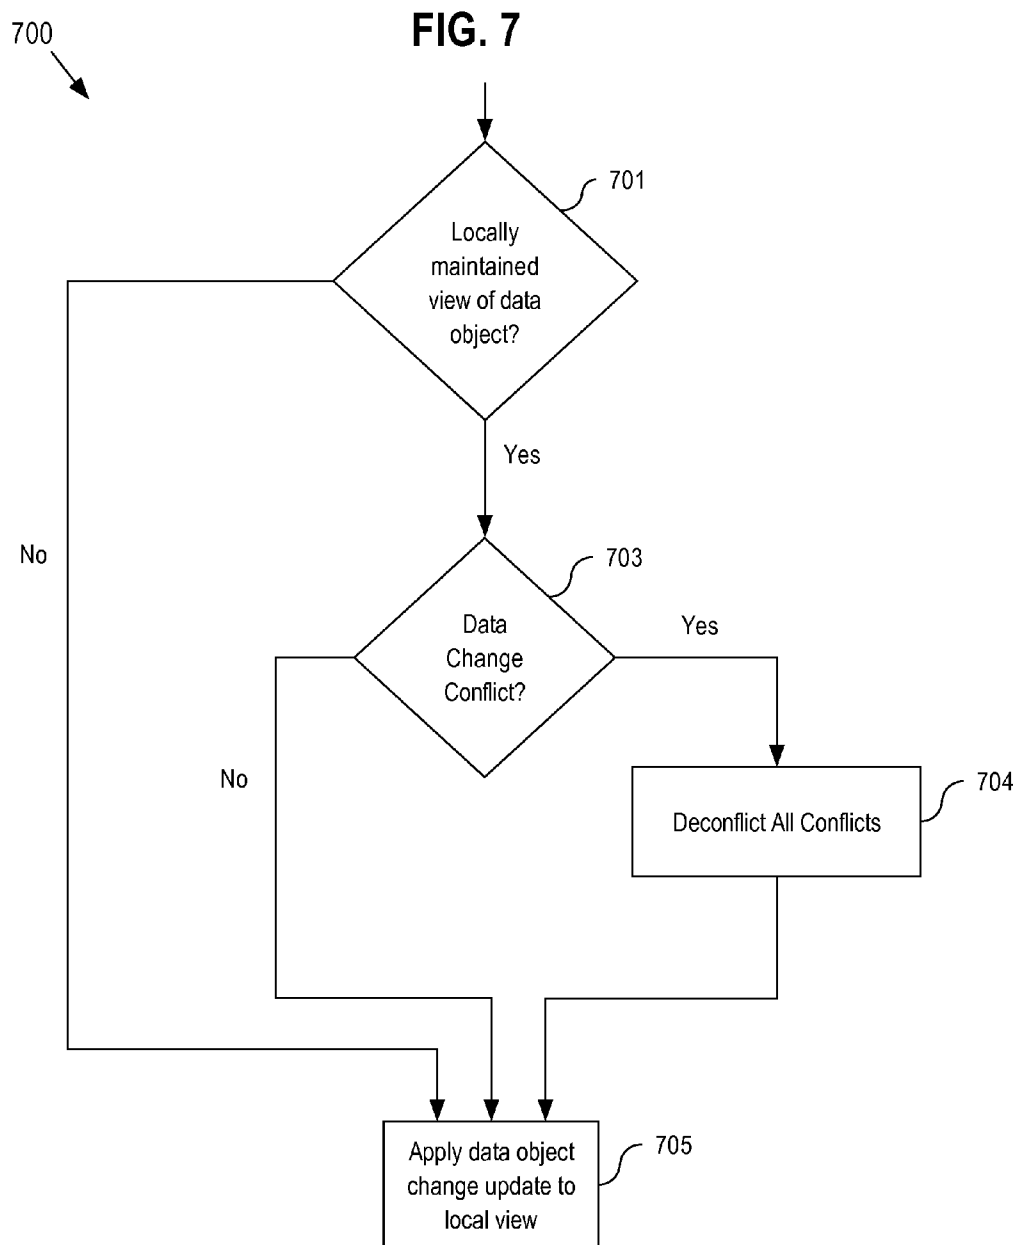 700
FIG. 7
701
Locally
maintained
view of data
object?
Yes
No
703
Data
Change
Conflict?
Yes
No
704
Deconflict All Conflicts
705
Apply data object
change update to
local view